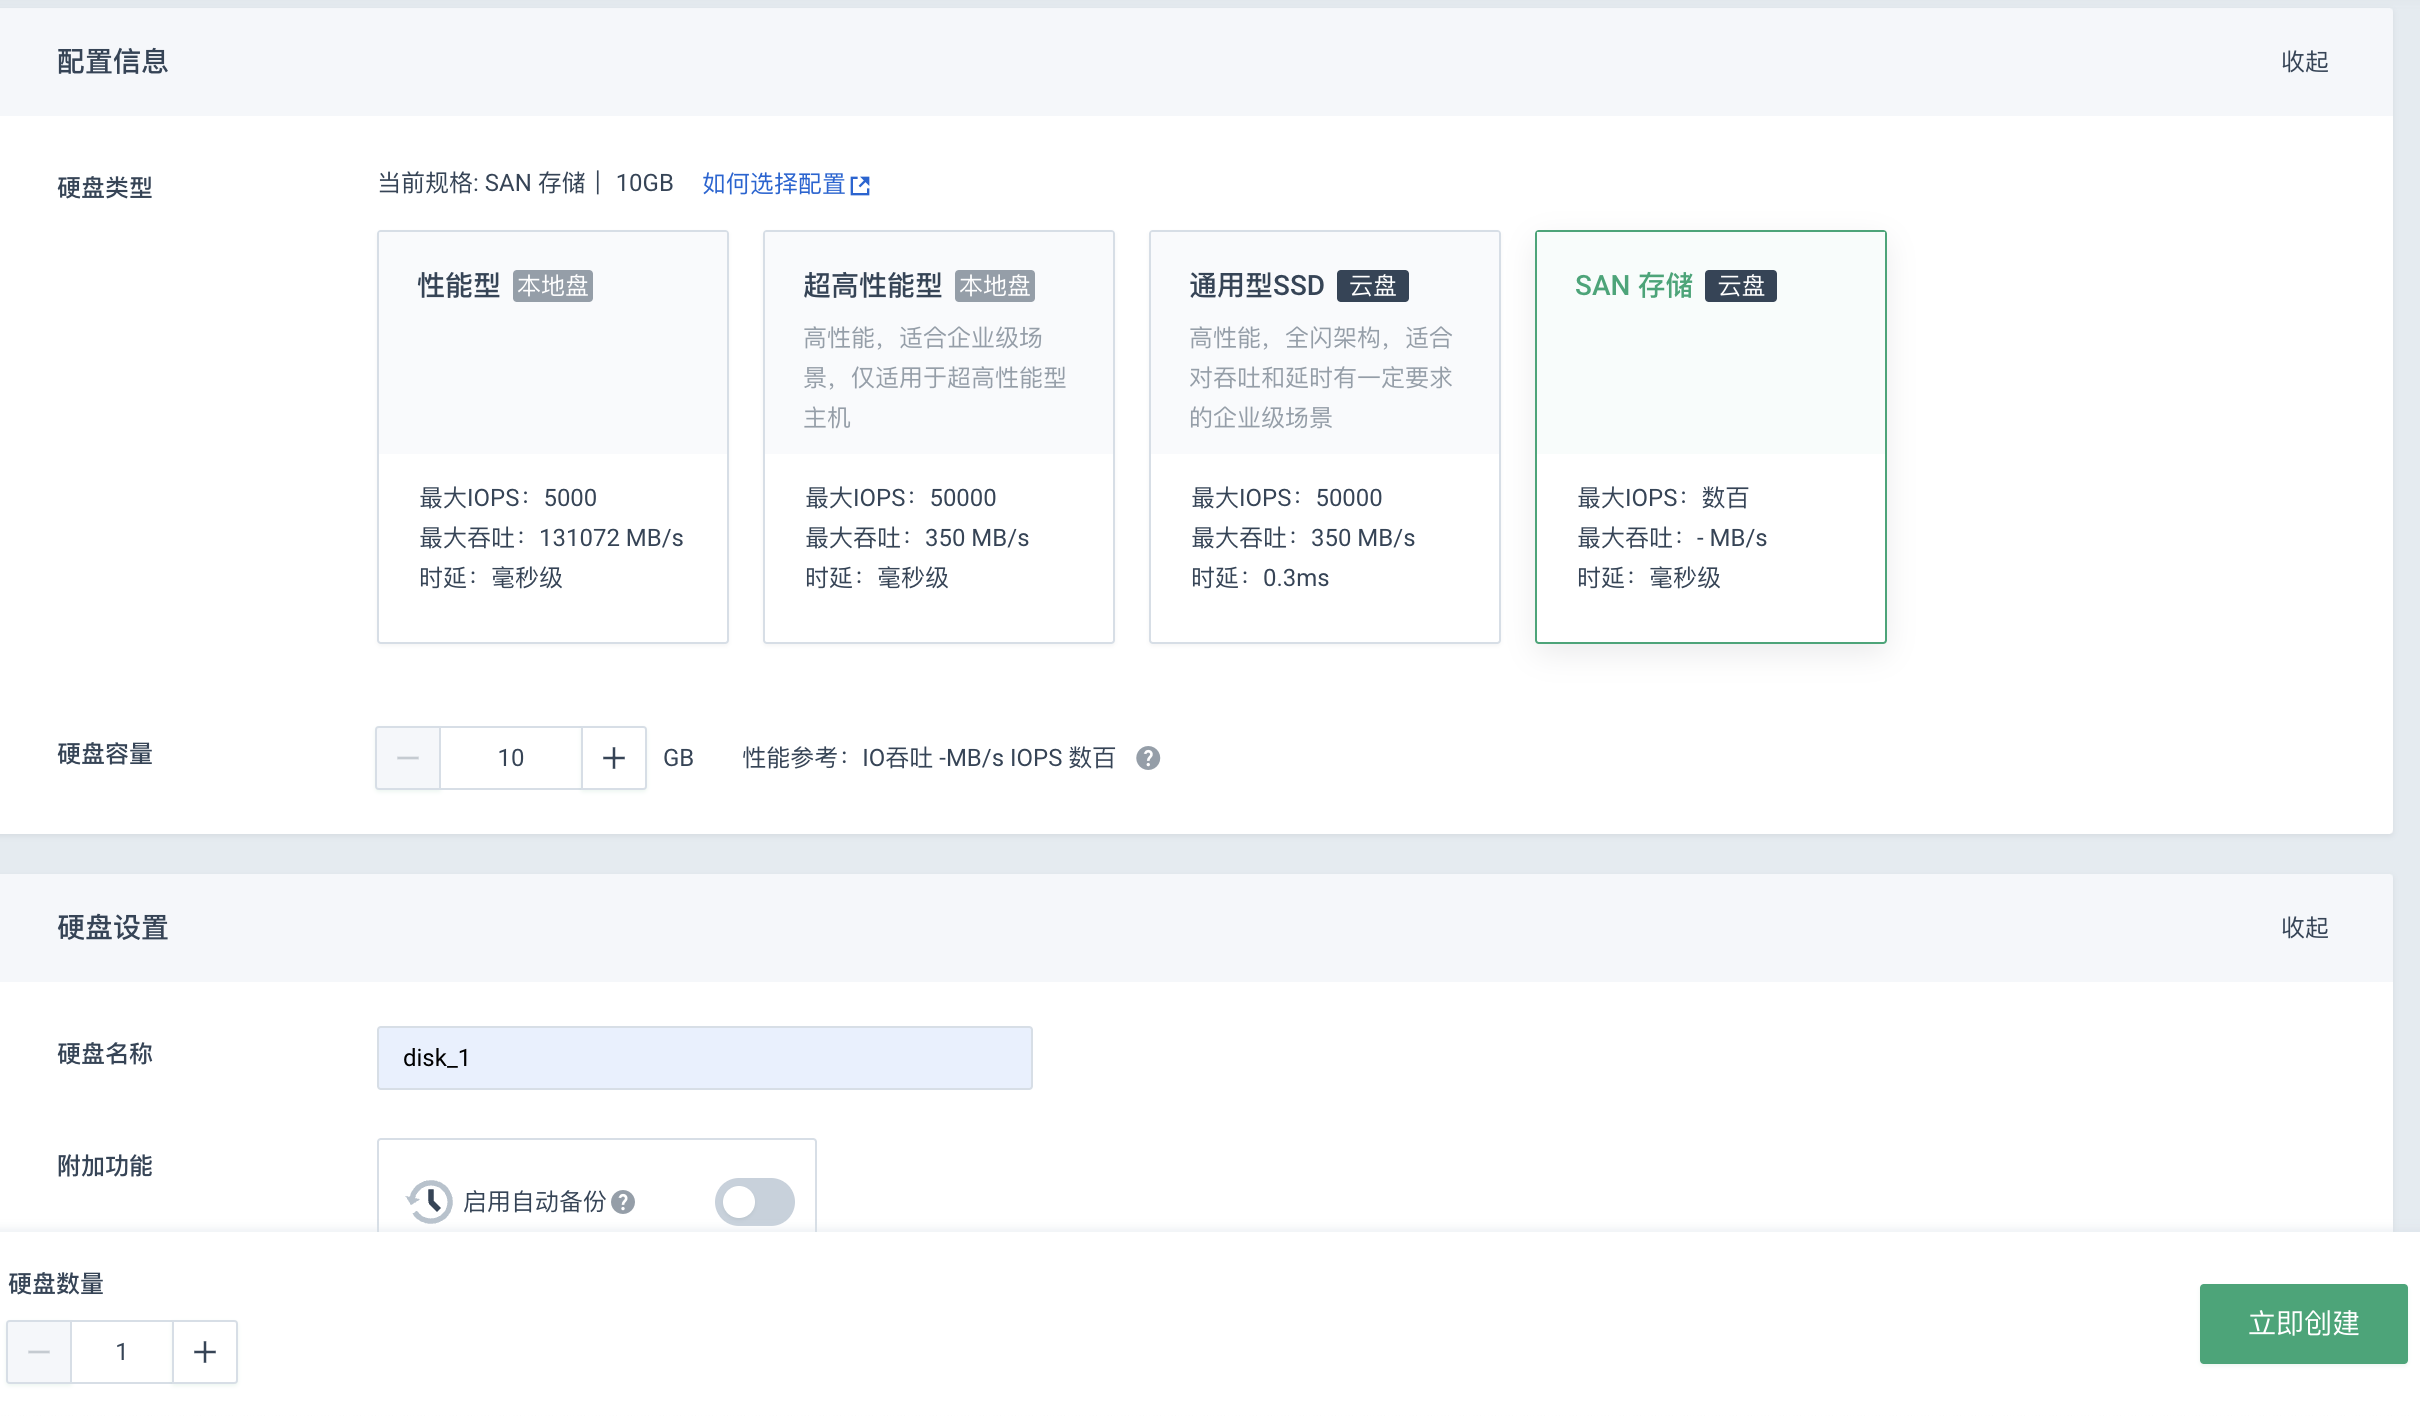 配置信息
收起
硬盘类型
当前规格: SAN 存储 | 10GB 如何选择配置
性能型 本地盘
最大IOPS：5000
最大吞吐：131072 MB/s
时延：毫秒级
超高性能型 本地盘
高性能，适合企业级场
景，仅适用于超高性能型
主机
最大IOPS：50000
最大吞吐：350 MB/s
时延：毫秒级
通用型SSD 云盘
高性能，全闪架构，适合
对吞吐和延时有一定要求
的企业级场景
最大IOPS：50000
最大吞吐：350 MB/s
时延：0.3ms
SAN 存储 云盘
最大IOPS：数百
最大吞吐：- MB/s
时延：毫秒级
硬盘容量
10 GB 性能参考：IO吞吐 -MB/s IOPS 数百
硬盘设置
收起
硬盘名称
disk_1
附加功能
启用自动备份
硬盘数量
1
立即创建